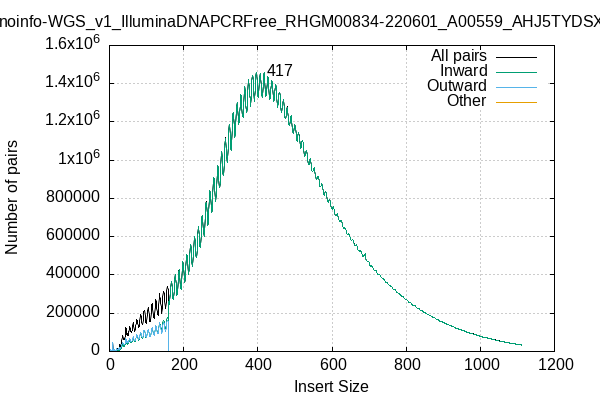 noinfo-WGS_v1_IlluminaDNAPCRFree_RHGM00834-220601_A00559_AHJ5TYDSX
Number of pairs
1.6x10^6
1.4x10^6
1.2x10^6
1x10^6
800000
600000
400000
200000
0
417
All pairs
Inward
Outward
Other
0 200 400 600 800 1000 1200
Insert Size